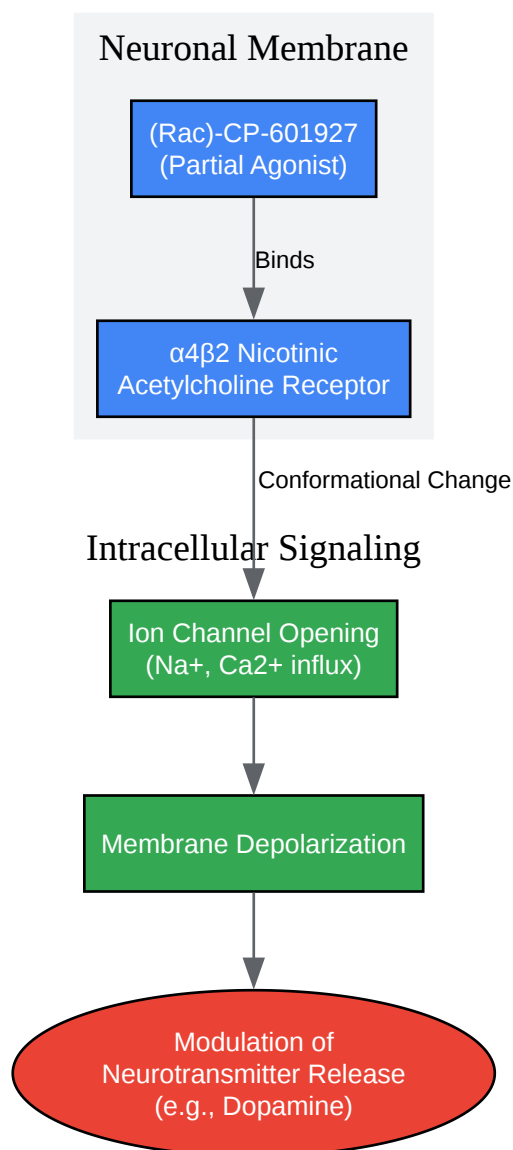 Neuronal Membrane
(Rac)-CP-601927
(Partial Agonist)
Binds
α4β2 Nicotinic
Acetylcholine Receptor
Conformational Change
Intracellular Signaling
Ion Channel Opening
(Na+, Ca2+ influx)
Membrane Depolarization
Modulation of
Neurotransmitter Release
(e.g., Dopamine)